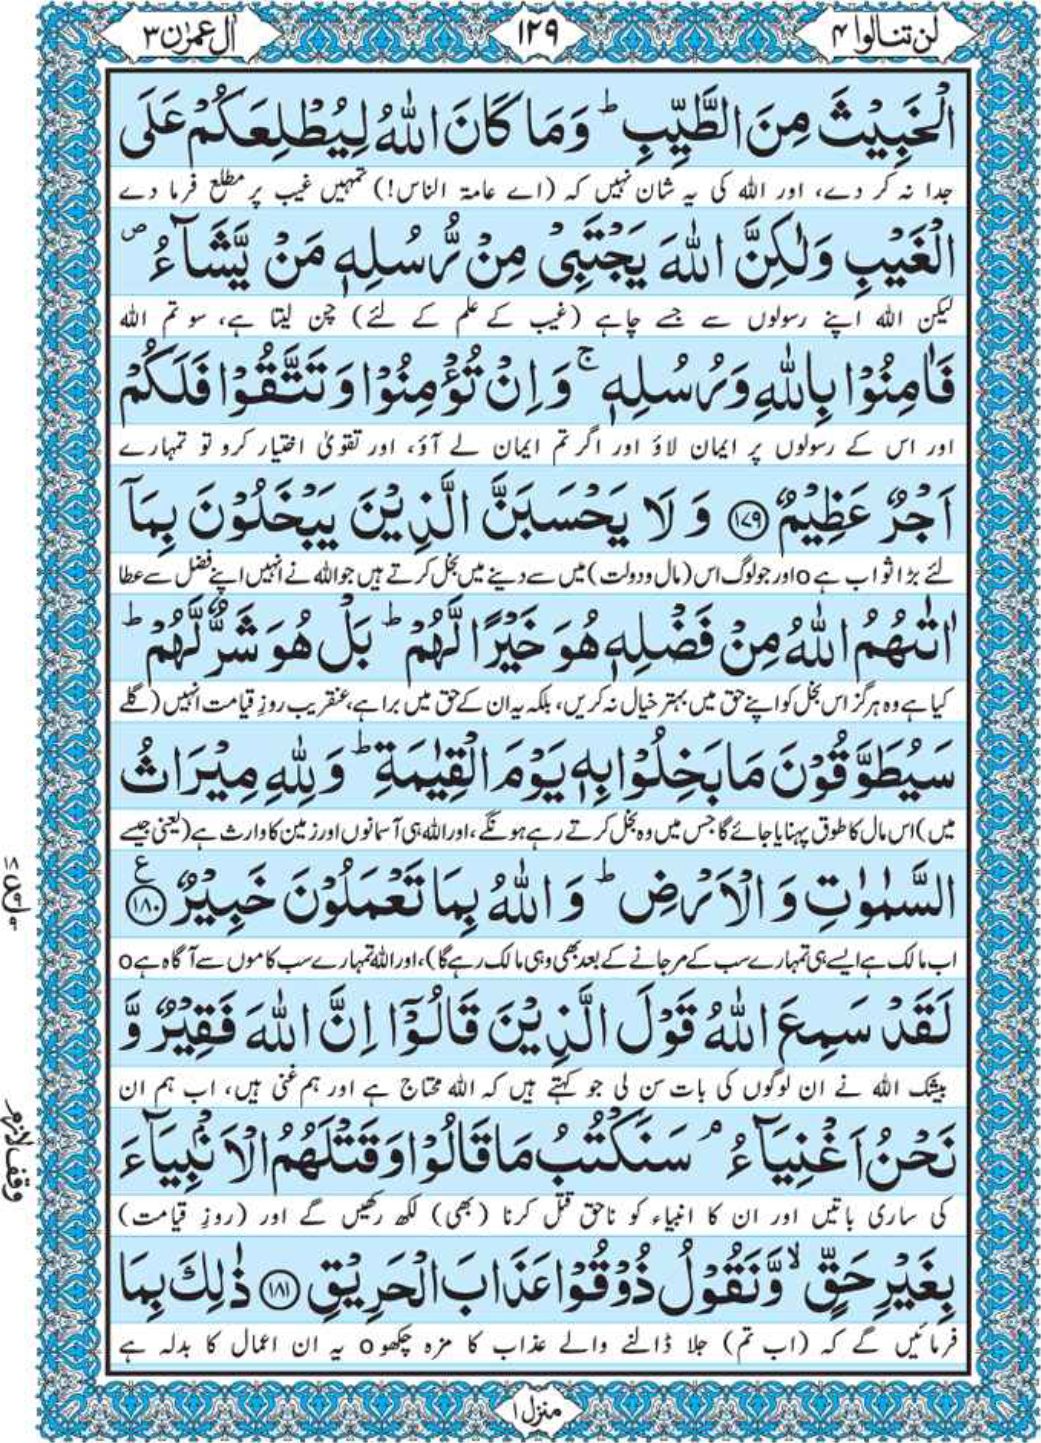 لن تنالوا ۴
۱۲۹
اٰل عمرٰن ۳
الْخَبِيْثَ مِنَ الطَّيِّبِ ؕ وَمَا كَانَ اللّٰهُ لِيُطْلِعَكُمْ عَلَى
جدا نہ کر دے، اور اللہ کی یہ شان نہیں کہ (اے عامۃ الناس!) تمہیں غیب پر مطلع فرما دے
الْغَيْبِ وَلٰكِنَّ اللّٰهَ يَجْتَبِىْ مِنْ رُّسُلِهٖ مَنْ يَّشَآءُ ۪
لیکن اللہ اپنے رسولوں سے جسے چاہے (غیب کے علم کے لئے) چن لیتا ہے، سو تم اللہ
فَاٰمِنُوْا بِاللّٰهِ وَرُسُلِهٖ ۚ وَاِنْ تُؤْمِنُوْا وَتَتَّقُوْا فَلَكُمْ
اور اس کے رسولوں پر ایمان لاؤ اور اگر تم ایمان لے آؤ، اور تقویٰ اختیار کرو تو تمہارے
اَجْرٌ عَظِيْمٌ ﴿۱۷۹﴾ وَلَا يَحْسَبَنَّ الَّذِيْنَ يَبْخَلُوْنَ بِمَآ
لئے بڑا ثواب ہے o اور جو لوگ اس (مال و دولت) میں سے دینے میں بخل کرتے ہیں جو اللہ نے انہیں اپنے فضل سے عطا
اٰتٰىهُمُ اللّٰهُ مِنْ فَضْلِهٖ هُوَ خَيْرًا لَّهُمْ ؕ بَلْ هُوَ شَرٌّ لَّهُمْ ؕ
کیا ہے وہ ہرگز اس بخل کو اپنے حق میں بہتر خیال نہ کریں، بلکہ یہ ان کے حق میں برا ہے، عنقریب روزِ قیامت انہیں (گلے
سَيُطَوَّقُوْنَ مَا بَخِلُوْا بِهٖ يَوْمَ الْقِيٰمَةِ ؕ وَلِلّٰهِ مِيْرَاثُ
میں) اس مال کا طوق پہنایا جائے گا جس میں وہ بخل کرتے رہے ہونگے، اور اللہ ہی آسمانوں اور زمین کا وارث ہے (یعنی جیسے
السَّمٰوٰتِ وَالْاَرْضِ ؕ وَاللّٰهُ بِمَا تَعْمَلُوْنَ خَبِيْرٌ ﴿۱۸۰﴾ ع
اب مالک ہے ایسے ہی تمہارے سب کے مر جانے کے بعد بھی وہی مالک رہے گا)، اور اللہ تمہارے سب کاموں سے آگاہ ہے o
لَقَدْ سَمِعَ اللّٰهُ قَوْلَ الَّذِيْنَ قَالُوْۤا اِنَّ اللّٰهَ فَقِيْرٌ وَّ
بیشک اللہ نے ان لوگوں کی بات سن لی جو کہتے ہیں کہ اللہ محتاج ہے اور ہم غنی ہیں، اب ہم ان
نَحْنُ اَغْنِيَآءُ ۘ سَنَكْتُبُ مَا قَالُوْا وَقَتْلَهُمُ الْاَنْۢبِيَآءَ
کی ساری باتیں اور ان کا انبیاء کو ناحق قتل کرنا (بھی) لکھ رکھیں گے اور (روزِ قیامت)
بِغَيْرِ حَقٍّ ۙ وَّنَقُوْلُ ذُوْقُوْا عَذَابَ الْحَرِيْقِ ﴿۱۸۱﴾ ذٰلِكَ بِمَا
فرمائیں گے کہ (اب تم) جلا ڈالنے والے عذاب کا مزہ چکھو o یہ ان اعمال کا بدلہ ہے
وقف لازم
منزل ۱